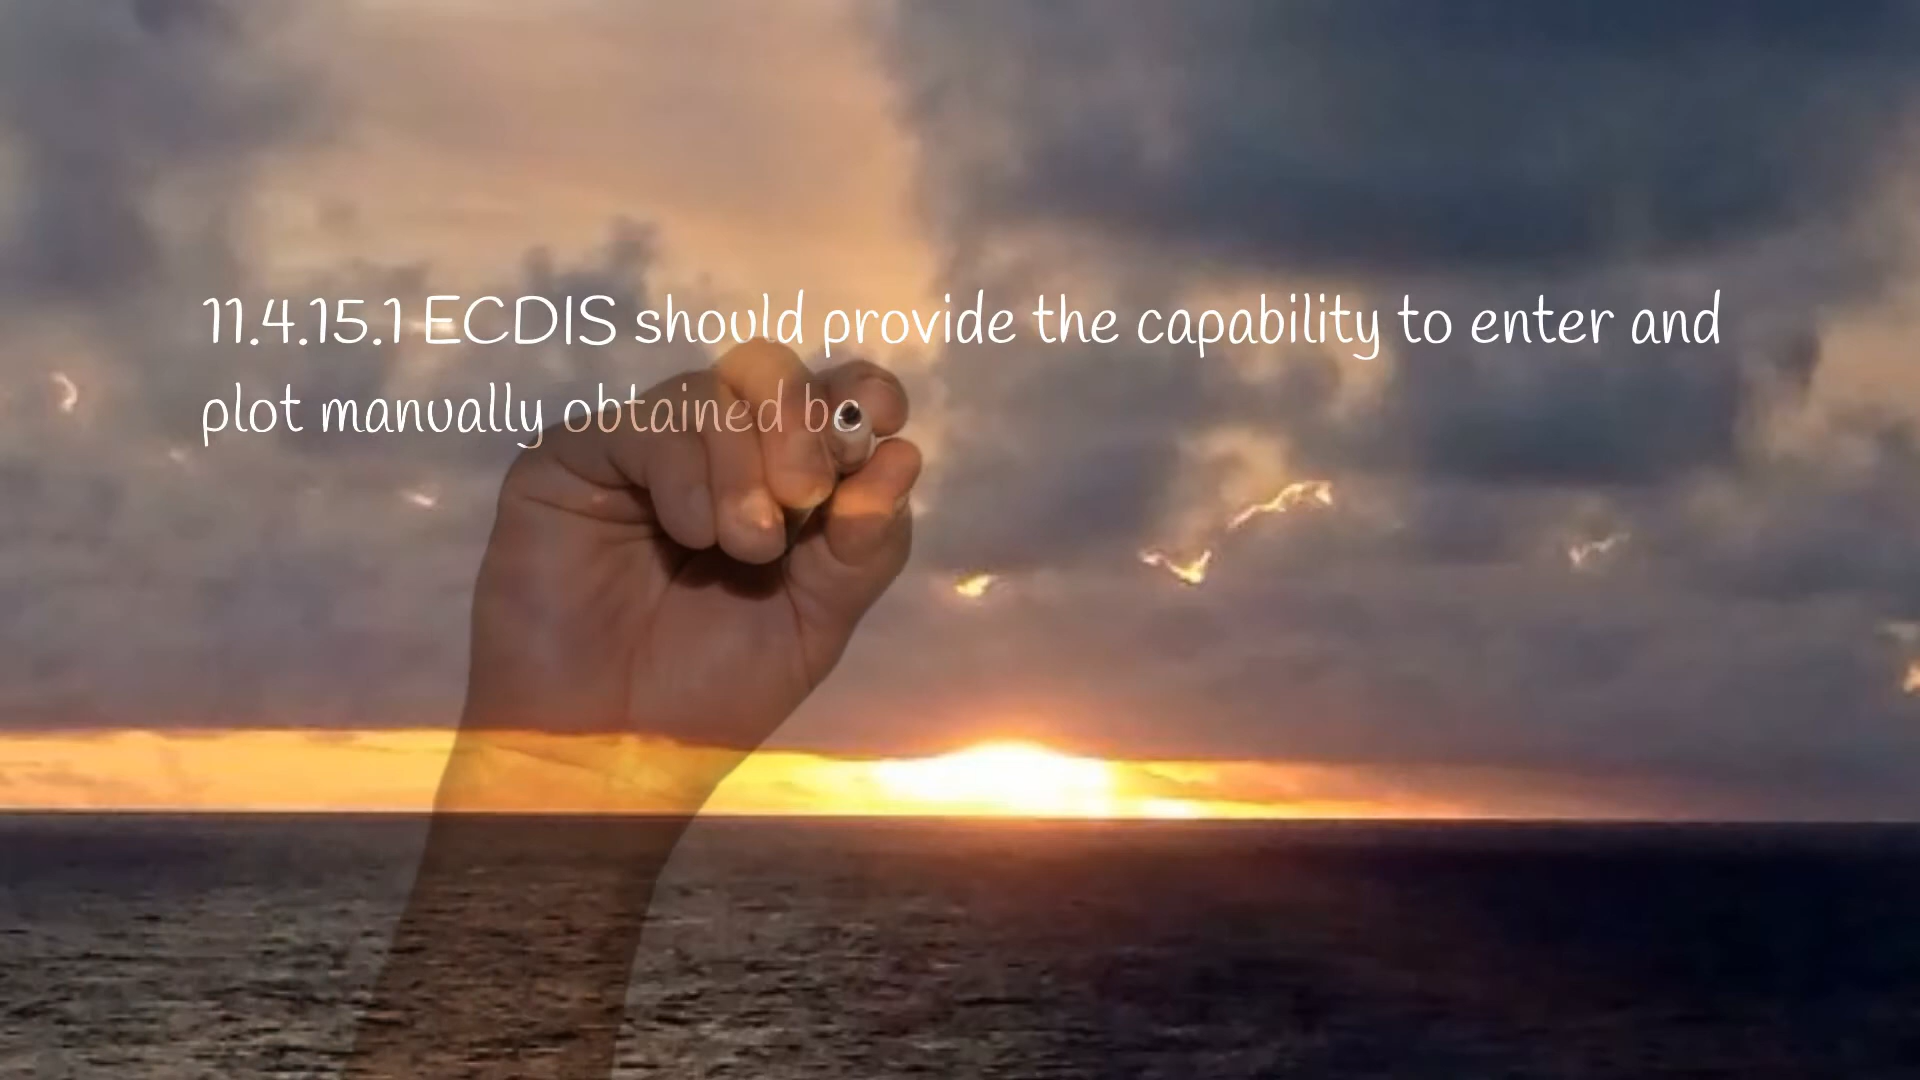 11.4.15.1 ECDIS should provide the capability to enter and
plot manually obtained